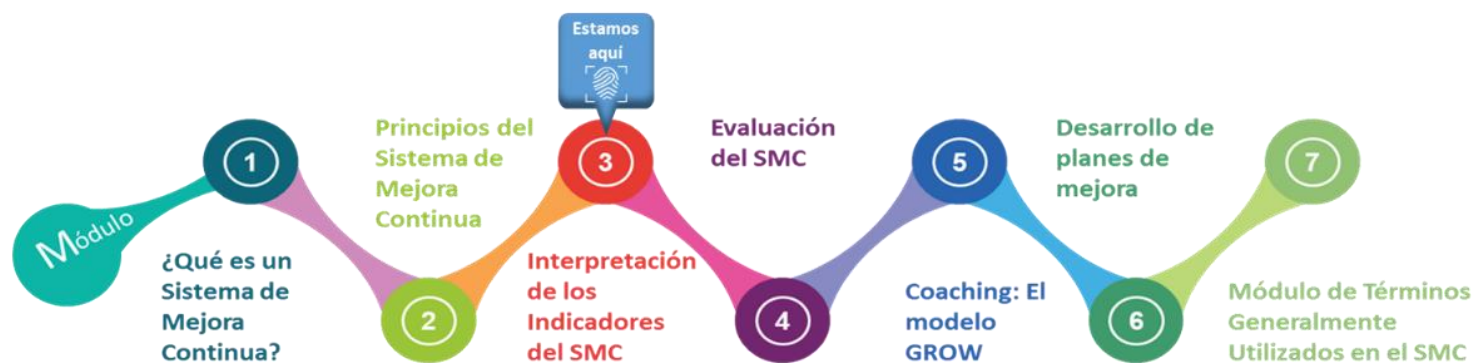 Módulo
1
¿Qué es un
Sistema de
Mejora
Continua?
Principios del
Sistema de
Mejora
Continua
2
Estamos
aquí
3
Interpretación
de los
Indicadores
del SMC
Evaluación
del SMC
4
5
Coaching: El
modelo
GROW
Desarrollo de
planes de
mejora
6
7
Módulo de Términos
Generalmente
Utilizados en el SMC